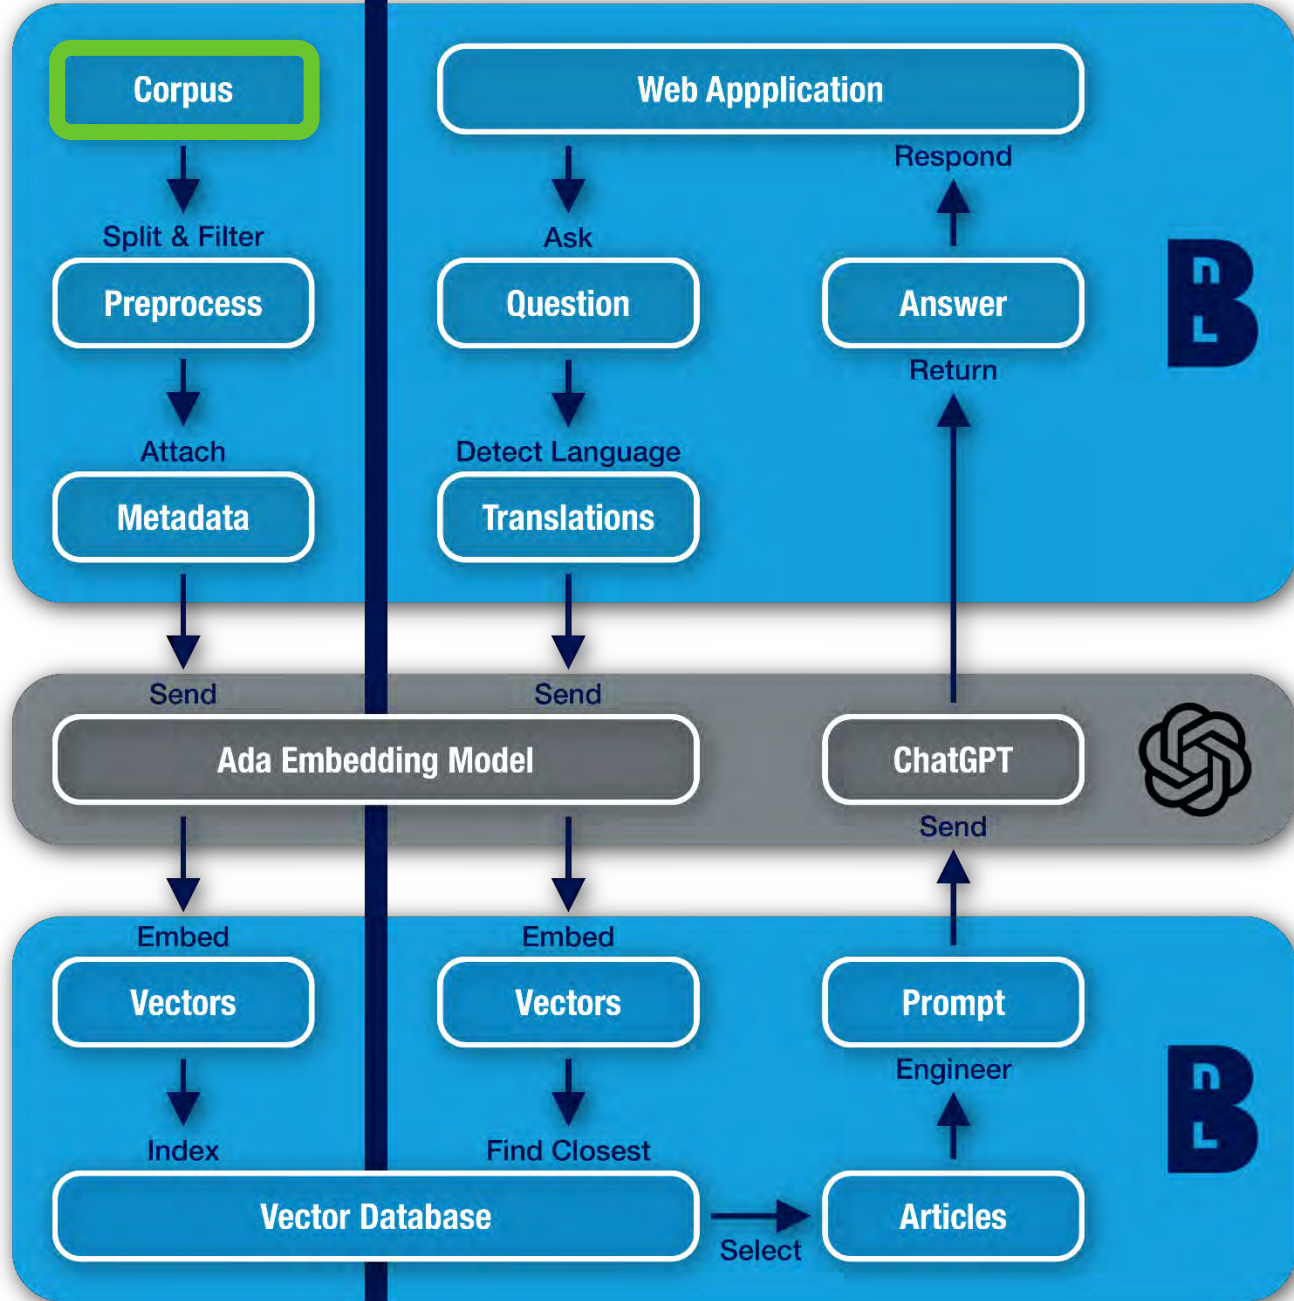 Corpus
Web Appplication
Respond
Split & Filter
Ask
Preprocess
Question
Answer
Return
Attach
Detect Language
Metadata
Translations
Send
Send
Ada Embedding Model
ChatGPT
Send
Embed
Embed
Vectors
Vectors
Prompt
Engineer
Index
Find Closest
Vector Database
Articles
Select
B
n
L
B
n
L